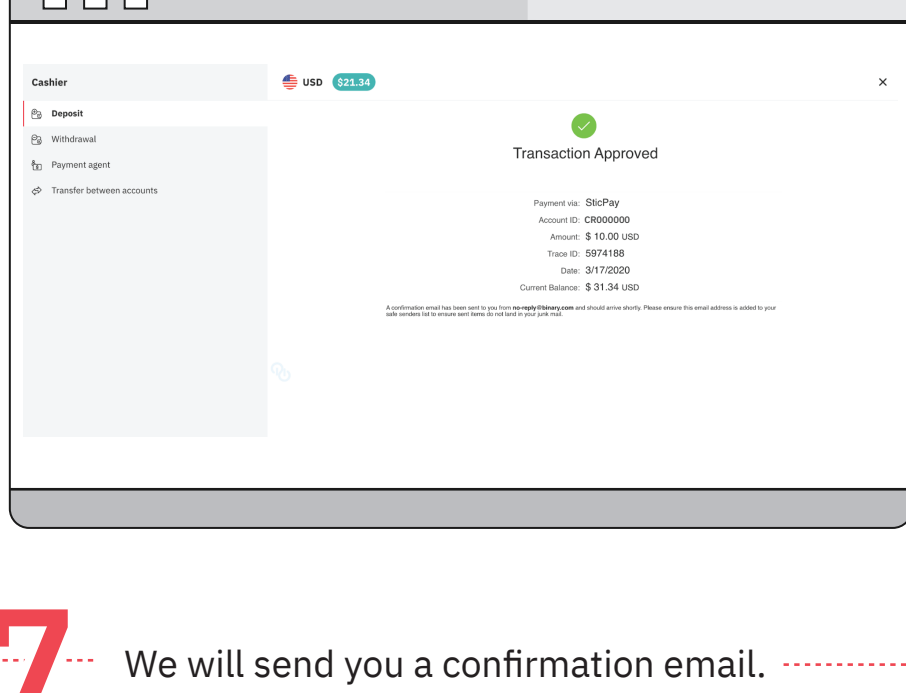 Cashier
USD $21.34
Deposit
Withdrawal
Payment agent
Transfer between accounts
Transaction Approved
Payment via: SticPay
Account ID: CR000000
Amount: $ 10.00 USD
Trace ID: 5974188
Date: 3/17/2020
Current Balance: $ 31.34 USD
A confirmation email has been sent to you from no-reply@binary.com and should arrive shortly. Please ensure this email address is added to your
safe senders list to ensure sent items do not land in your junk mail.
7 We will send you a confirmation email.